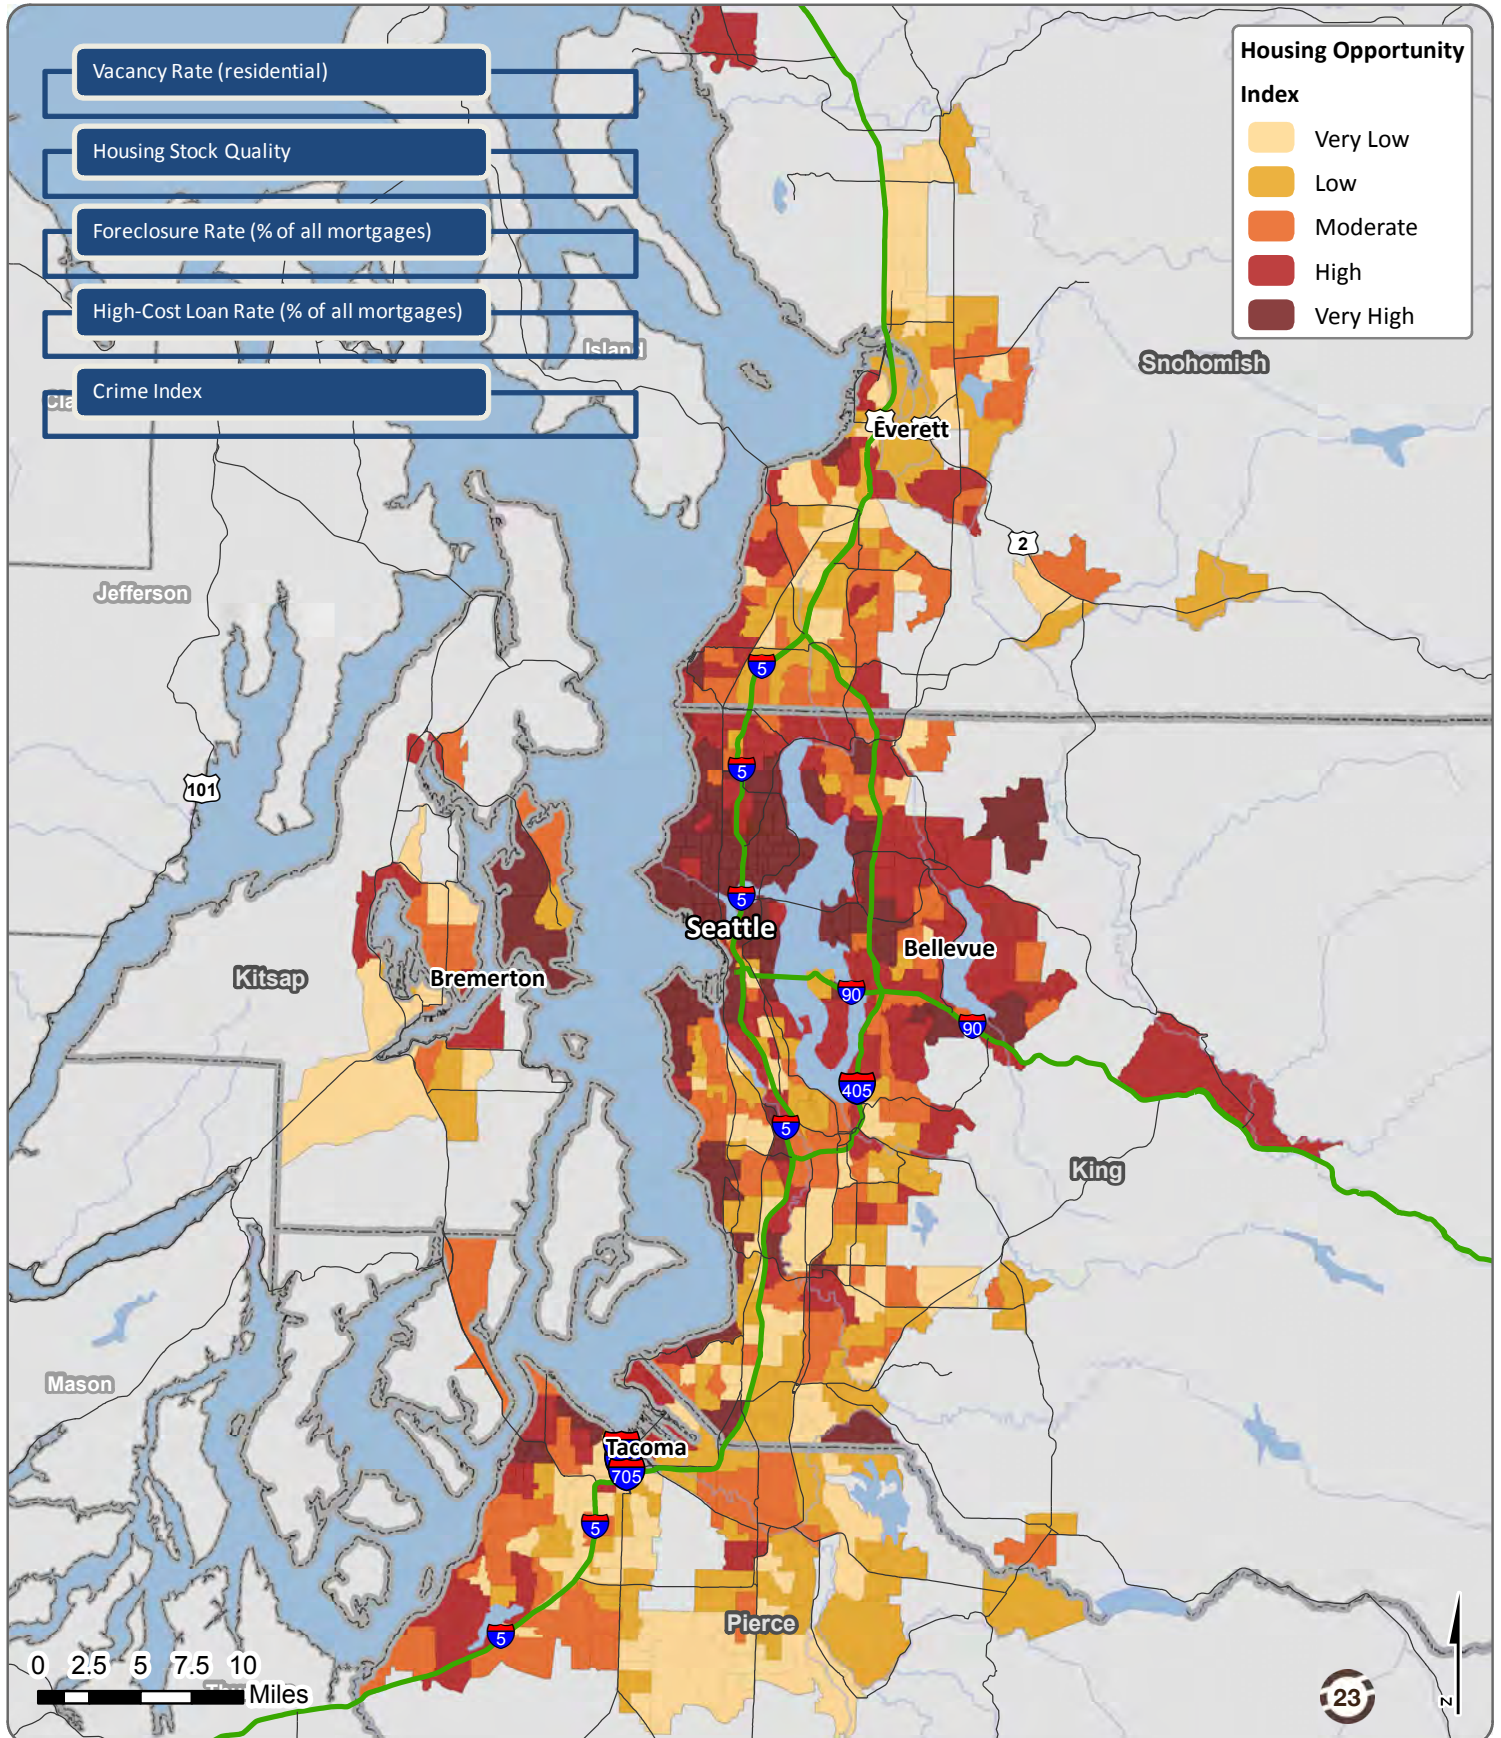 Vacancy Rate (residential)
Housing Stock Quality
Foreclosure Rate (% of all mortgages)
High-Cost Loan Rate (% of all mortgages)
Crime Index
Housing Opportunity
Index
Very Low
Low
Moderate
High
Very High
Island
Snohomish
Everett
2
Jefferson
5
101
5
5
Seattle
Bellevue
Kitsap
Bremerton
90
90
405
5
King
Mason
Tacoma
705
5
Pierce
5
0 2.5 5 7.5 10
Miles
23
N